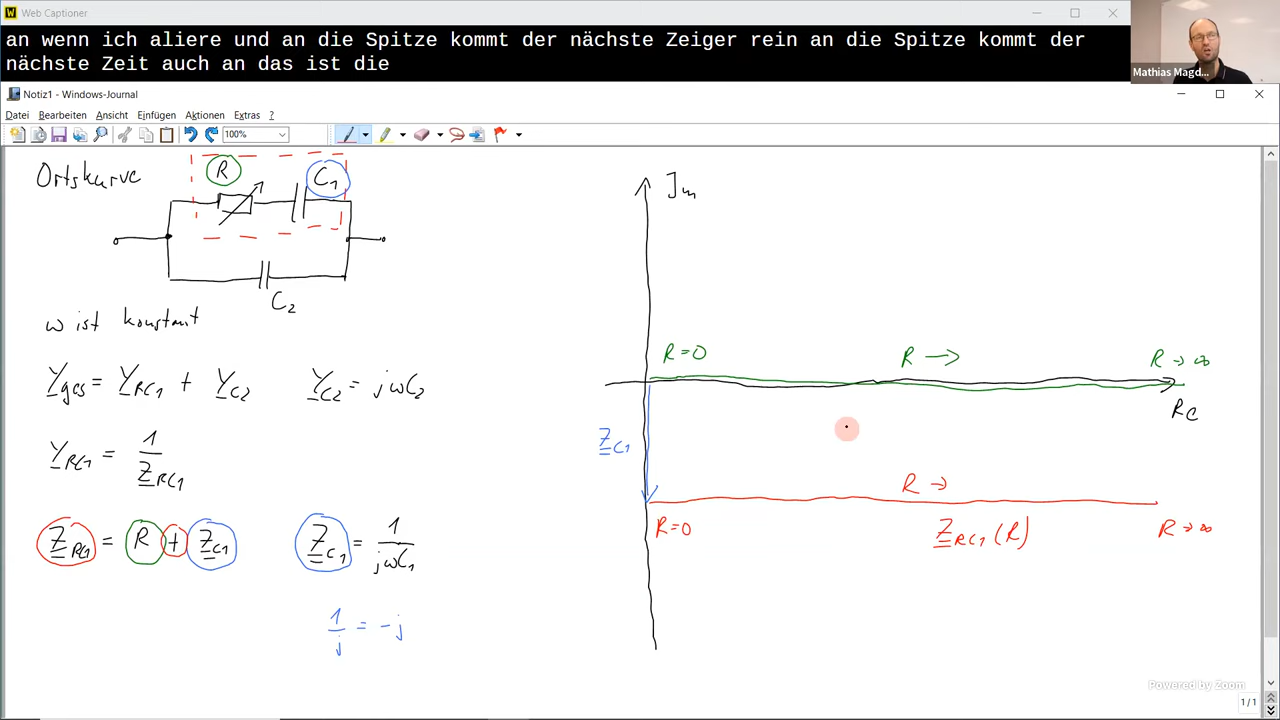 Web Captioner
an wenn ich aliere und an die Spitze kommt der nächste Zeiger rein an die Spitze kommt der
nächste Zeit auch an das ist die
Mathias Magd...
Notiz1 - Windows-Journal
Datei Bearbeiten Ansicht Einfügen Aktionen Extras ?
100%
Ortskurve
R
C1
C2
w ist konstant
Yges = YRC1 + YC2
YC2 = jωC2
YRC1 = 1/ZRC1
ZRC1 = R + ZC1
ZC1 = 1/jωC1
1/j = -j
Im
R=0
R →
R → ∞
Re
ZC1
R →
R=0
ZRC1 (R)
R → ∞
Powered by Zoom
1 / 1